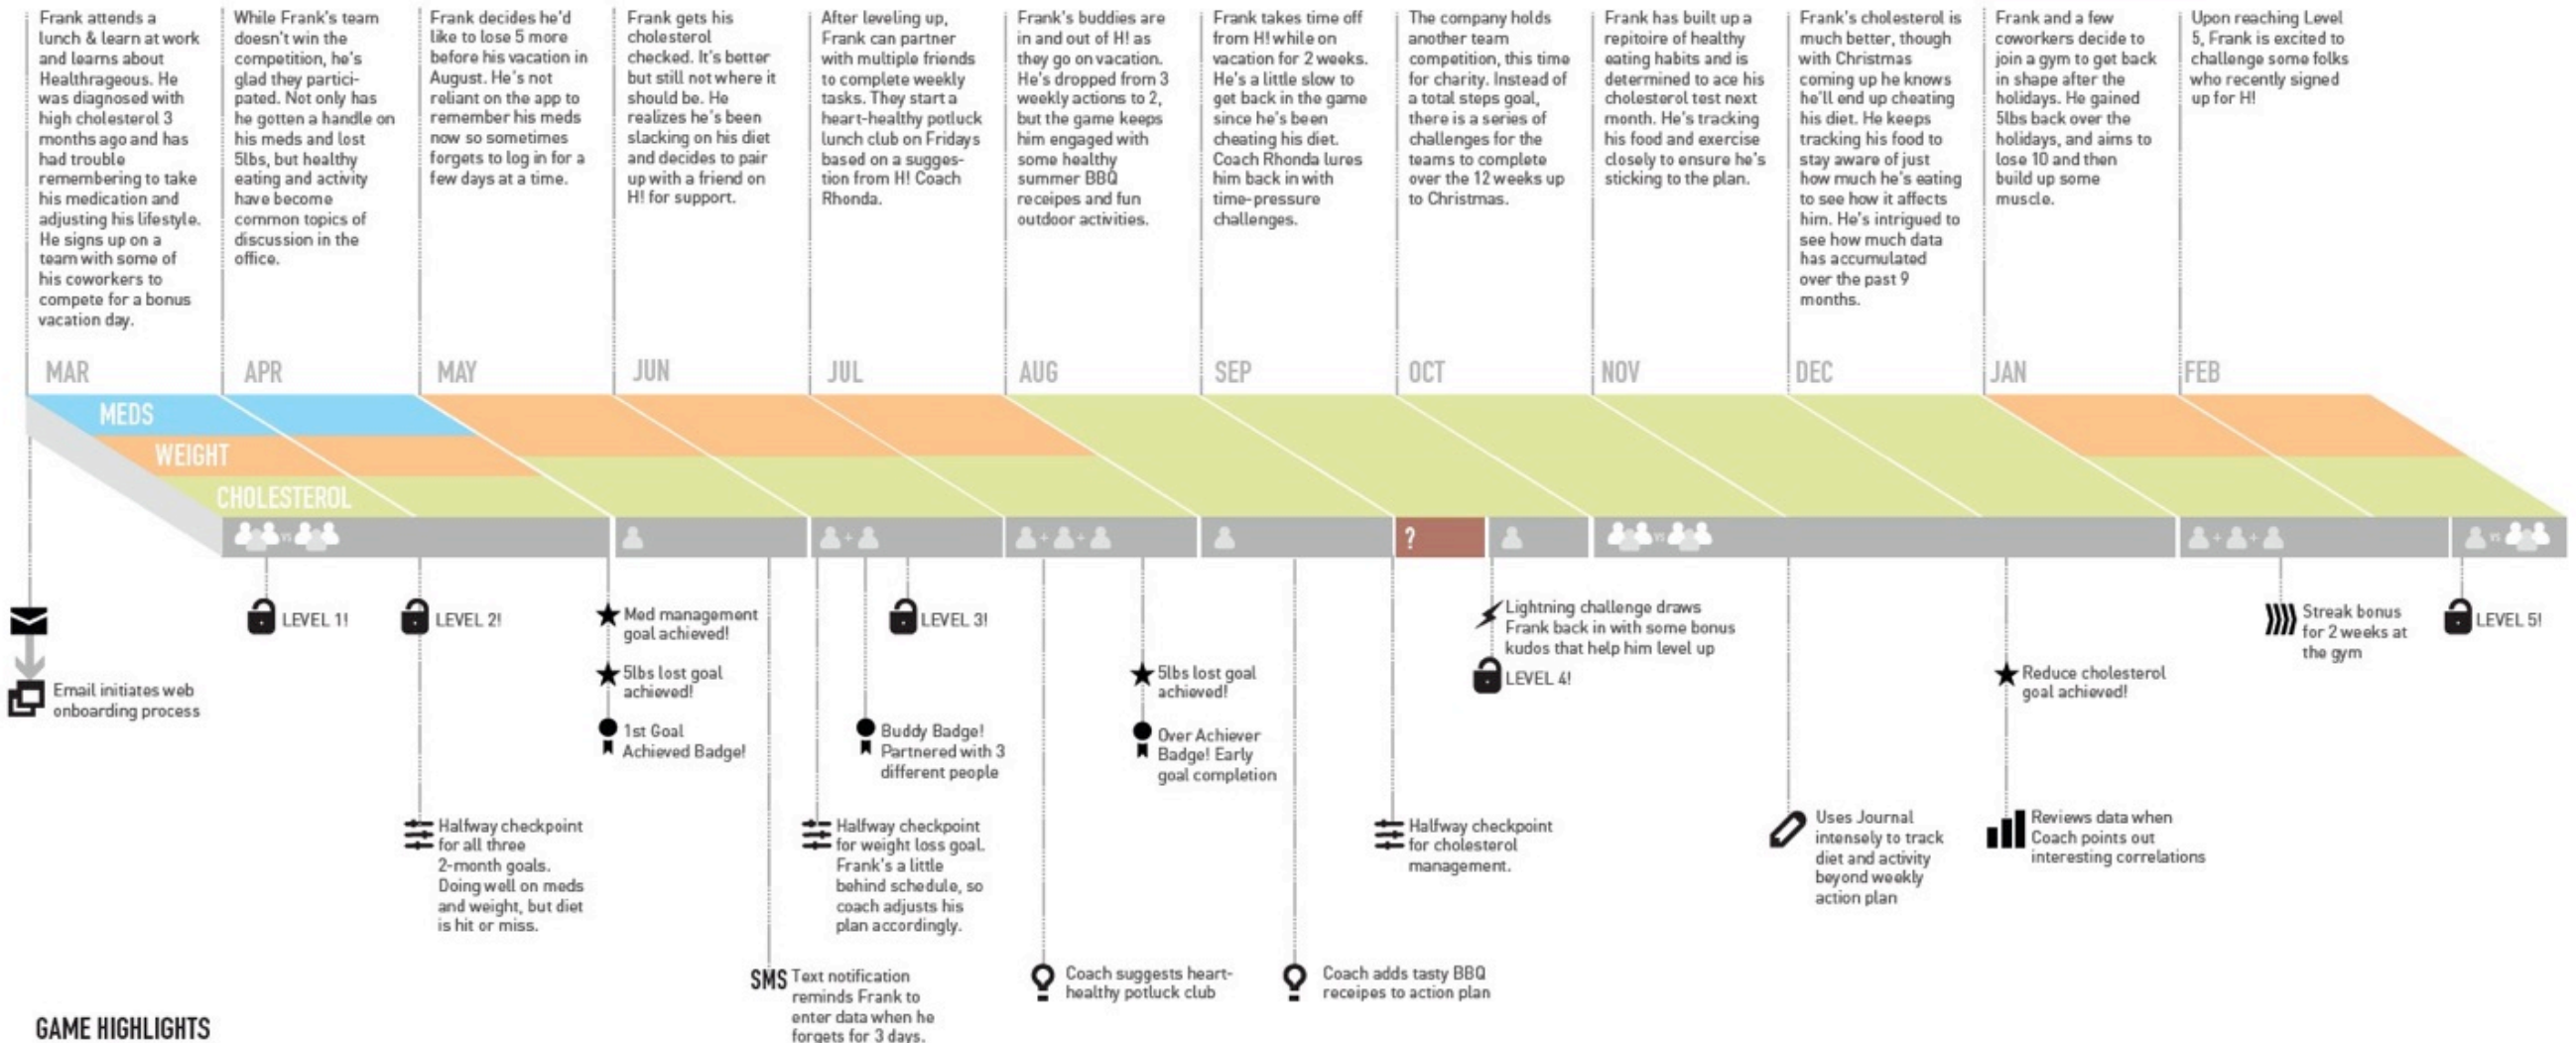 Frank attends a
lunch & learn at work
and learns about
Healthrageous. He
was diagnosed with
high cholesterol 3
months ago and has
had trouble
remembering to take
his medication and
adjusting his lifestyle.
He signs up on a
team with some of
his coworkers to
compete for a bonus
vacation day.
While Frank's team
doesn't win the
competition, he's
glad they partici-
pated. Not only has
he gotten a handle on
his meds and lost
5lbs, but healthy
eating and activity
have become
common topics of
discussion in the
office.
Frank decides he'd
like to lose 5 more
before his vacation in
August. He's not
reliant on the app to
remember his meds
now so sometimes
forgets to log in for a
few days at a time.
Frank gets his
cholesterol
checked. It's better
but still not where it
should be. He
realizes he's been
slacking on his diet
and decides to pair
up with a friend on
H! for support.
After leveling up,
Frank can partner
with multiple friends
to complete weekly
tasks. They start a
heart-healthy potluck
lunch club on Fridays
based on a sugges-
tion from H! Coach
Rhonda.
Frank's buddies are
in and out of H! as
they go on vacation.
He's dropped from 3
weekly actions to 2,
but the game keeps
him engaged with
some healthy
summer BBQ
receipes and fun
outdoor activities.
Frank takes time off
from H! while on
vacation for 2 weeks.
He's a little slow to
get back in the game
since he's been
cheating his diet.
Coach Rhonda lures
him back in with
time-pressure
challenges.
The company holds
another team
competition, this time
for charity. Instead of
a total steps goal,
there is a series of
challenges for the
teams to complete
over the 12 weeks up
to Christmas.
Frank has built up a
repitoire of healthy
eating habits and is
determined to ace his
cholesterol test next
month. He's tracking
his food and exercise
closely to ensure he's
sticking to the plan.
Frank's cholesterol is
much better, though
with Christmas
coming up he knows
he'll end up cheating
his diet. He keeps
tracking his food to
stay aware of just
how much he's eating
to see how it affects
him. He's intrigued to
see how much data
has accumulated
over the past 9
months.
Frank and a few
coworkers decide to
join a gym to get back
in shape after the
holidays. He gained
5lbs back over the
holidays, and aims to
lose 10 and then
build up some
muscle.
Upon reaching Level
5, Frank is excited to
challenge some folks
who recently signed
up for H!
MAR APR MAY JUN JUL AUG SEP OCT NOV DEC JAN FEB
MEDS
WEIGHT
CHOLESTEROL
vs + + + ? vs + + vs
Email initiates web
onboarding process
LEVEL 1!
LEVEL 2!
Halfway checkpoint
for all three
2-month goals.
Doing well on meds
and weight, but diet
is hit or miss.
Med management
goal achieved!
5lbs lost goal
achieved!
1st Goal
Achieved Badge!
SMS Text notification
reminds Frank to
enter data when he
forgets for 3 days.
Halfway checkpoint
for weight loss goal.
Frank's a little
behind schedule, so
coach adjusts his
plan accordingly.
Buddy Badge!
Partnered with 3
different people
LEVEL 3!
Coach suggests heart-
healthy potluck club
5lbs lost goal
achieved!
Over Achiever
Badge! Early
goal completion
Coach adds tasty BBQ
receipes to action plan
Halfway checkpoint
for cholesterol
management.
Lightning challenge draws
Frank back in with some bonus
kudos that help him level up
LEVEL 4!
Uses Journal
intensely to track
diet and activity
beyond weekly
action plan
Reduce cholesterol
goal achieved!
Reviews data when
Coach points out
interesting correlations
Streak bonus
for 2 weeks at
the gym
LEVEL 5!
GAME HIGHLIGHTS